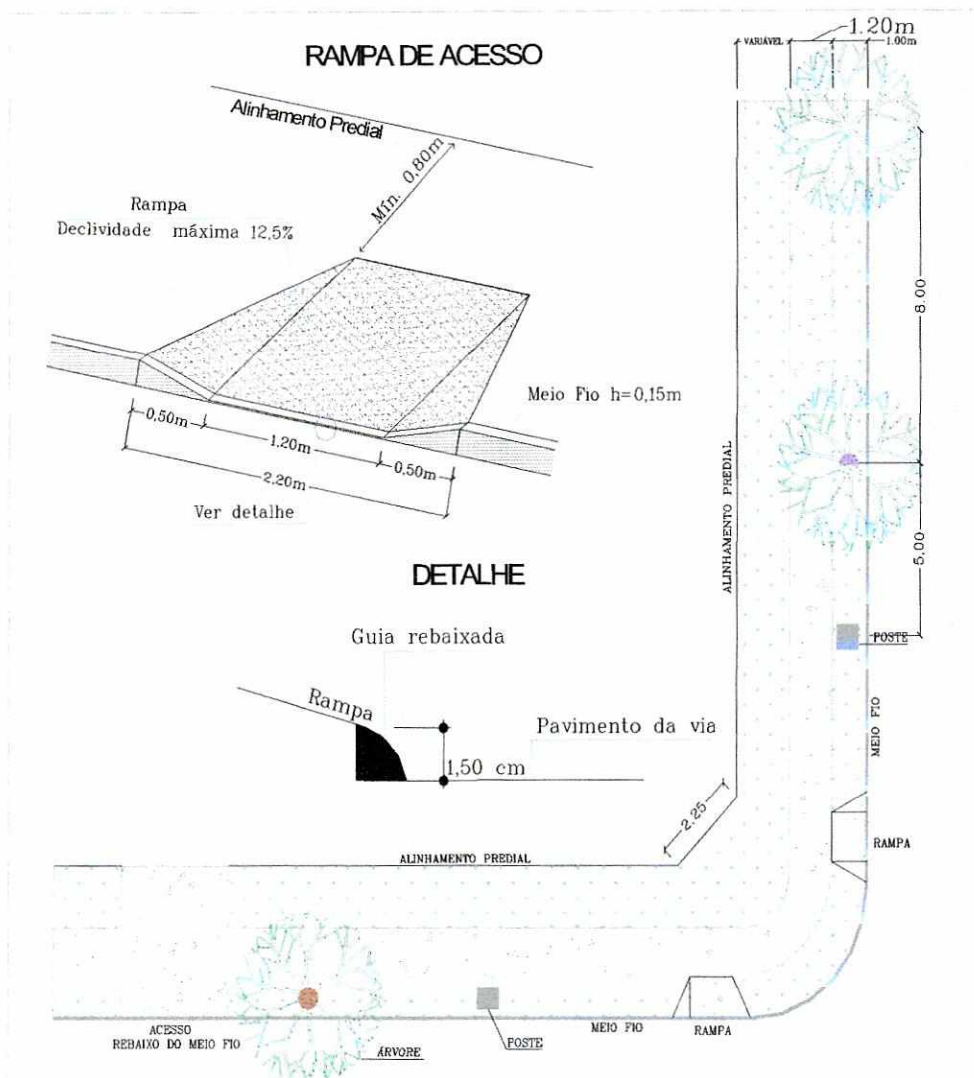 RAMPA DE ACESSO
VARIÁVEL
1.20m
1.00m
Alinhamento Predial
Mín. 0,80m
Rampa
Declividade máxima 12,5%
Meio Fio h=0,15m
0,50m
1.20m
0,50m
2,20m
Ver detalhe
8.00
5.00
ALINHAMENTO PREDIAL
POSTE
MEIO FIO
DETALHE
Guia rebaixada
Rampa
Pavimento da via
1,50 cm
2.25
RAMPA
ALINHAMENTO PREDIAL
ACESSO
REBAIXO DO MEIO FIO
ÁRVORE
POSTE
MEIO FIO
RAMPA